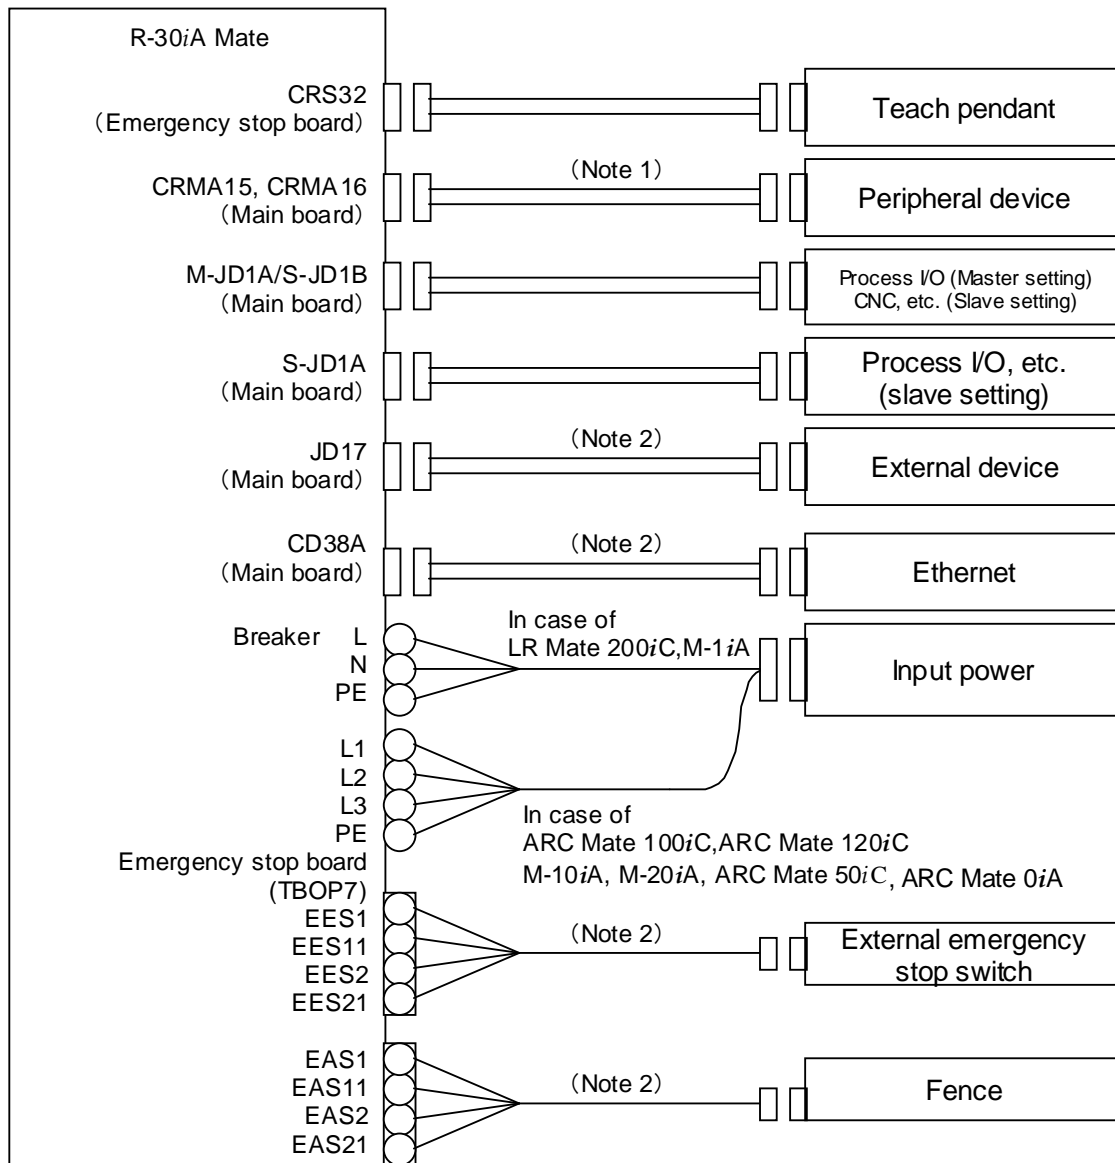 R-30iA Mate
CRS32
(Emergency stop board)
Teach pendant
CRMA15, CRMA16
(Main board)
(Note 1)
Peripheral device
M-JD1A/S-JD1B
(Main board)
Process I/O (Master setting)
CNC, etc. (Slave setting)
S-JD1A
(Main board)
Process I/O, etc.
(slave setting)
JD17
(Main board)
(Note 2)
External device
CD38A
(Main board)
(Note 2)
Ethernet
Breaker L
N
PE
In case of
LR Mate 200iC,M-1iA
Input power
L1
L2
L3
PE
In case of
ARC Mate 100iC,ARC Mate 120iC
M-10iA, M-20iA, ARC Mate 50iC, ARC Mate 0iA
Emergency stop board
(TBOP7)
EES1
EES11
EES2
EES21
(Note 2)
External emergency
stop switch
EAS1
EAS11
EAS2
EAS21
(Note 2)
Fence